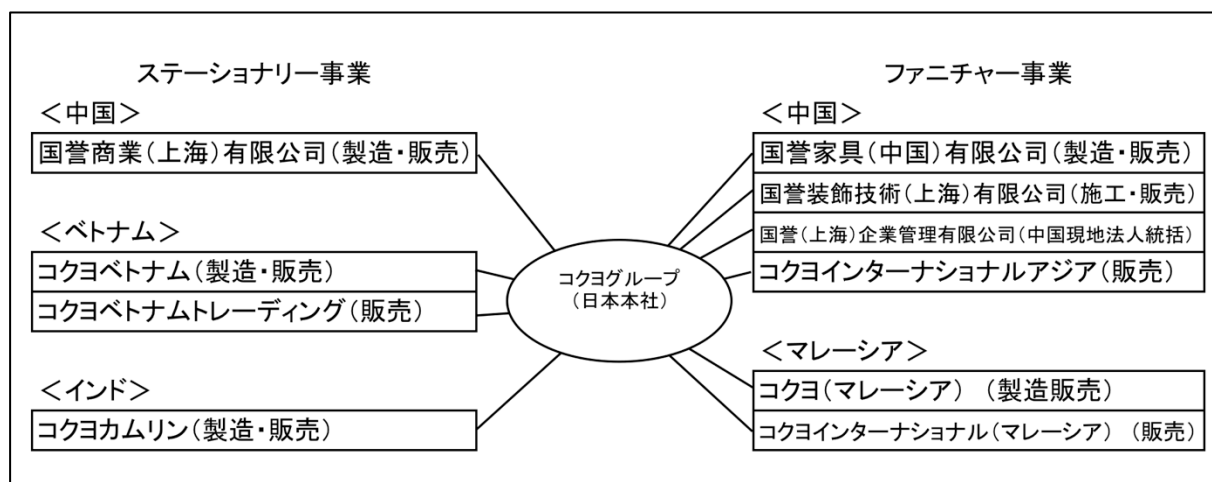 ステーショナリー事業
＜中国＞
国誉商業(上海)有限公司(製造・販売)
＜ベトナム＞
コクヨベトナム(製造・販売)
コクヨベトナムトレーディング(販売)
＜インド＞
コクヨカムリン(製造・販売)
コクヨグループ
(日本本社)
ファニチャー事業
＜中国＞
国誉家具(中国)有限公司(製造・販売)
国誉装飾技術(上海)有限公司(施工・販売)
国誉(上海)企業管理有限公司(中国現地法人統括)
コクヨインターナショナルアジア(販売)
＜マレーシア＞
コクヨ(マレーシア) (製造販売)
コクヨインターナショナル(マレーシア) (販売)